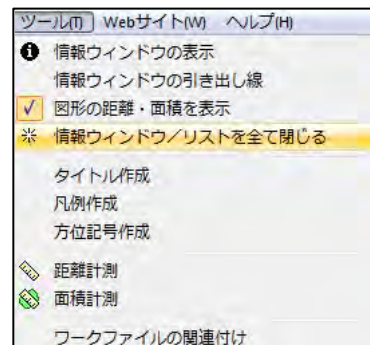 ツール(T) Webサイト(W) ヘルプ(H)
情報ウィンドウの表示
情報ウィンドウの引き出し線
図形の距離・面積を表示
情報ウィンドウ／リストを全て閉じる
タイトル作成
凡例作成
方位記号作成
距離計測
面積計測
ワークファイルの関連付け